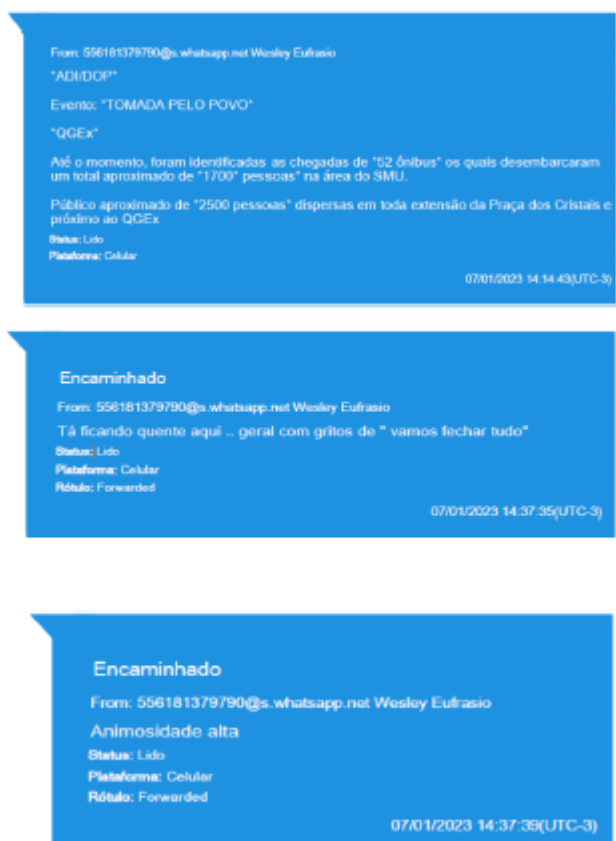 From: 556181379790@s.whatsapp.net Wesley Eufrasio
"ADI/DOP"
Evento: "TOMADA PELO POVO"
"QGEx"
Até o momento, foram identificadas as chegadas de "52 ônibus" os quais desembarcaram
um total aproximado de "1700" pessoas" na área do SMU.
Público aproximado de "2500 pessoas" dispersas em toda extensão da Praça dos Cristais e
próximo ao QGEx
Status: Lido
Plataforma: Celular
07/01/2023 14:14:43(UTC-3)
Encaminhado
From: 556181379790@s.whatsapp.net Wesley Eufrasio
Tá ficando quente aqui .. geral com gritos de " vamos fechar tudo"
Status: Lido
Plataforma: Celular
Rótulo: Forwarded
07/01/2023 14:37:35(UTC-3)
Encaminhado
From: 556181379790@s.whatsapp.net Wesley Eufrasio
Animosidade alta
Status: Lido
Plataforma: Celular
Rótulo: Forwarded
07/01/2023 14:37:39(UTC-3)